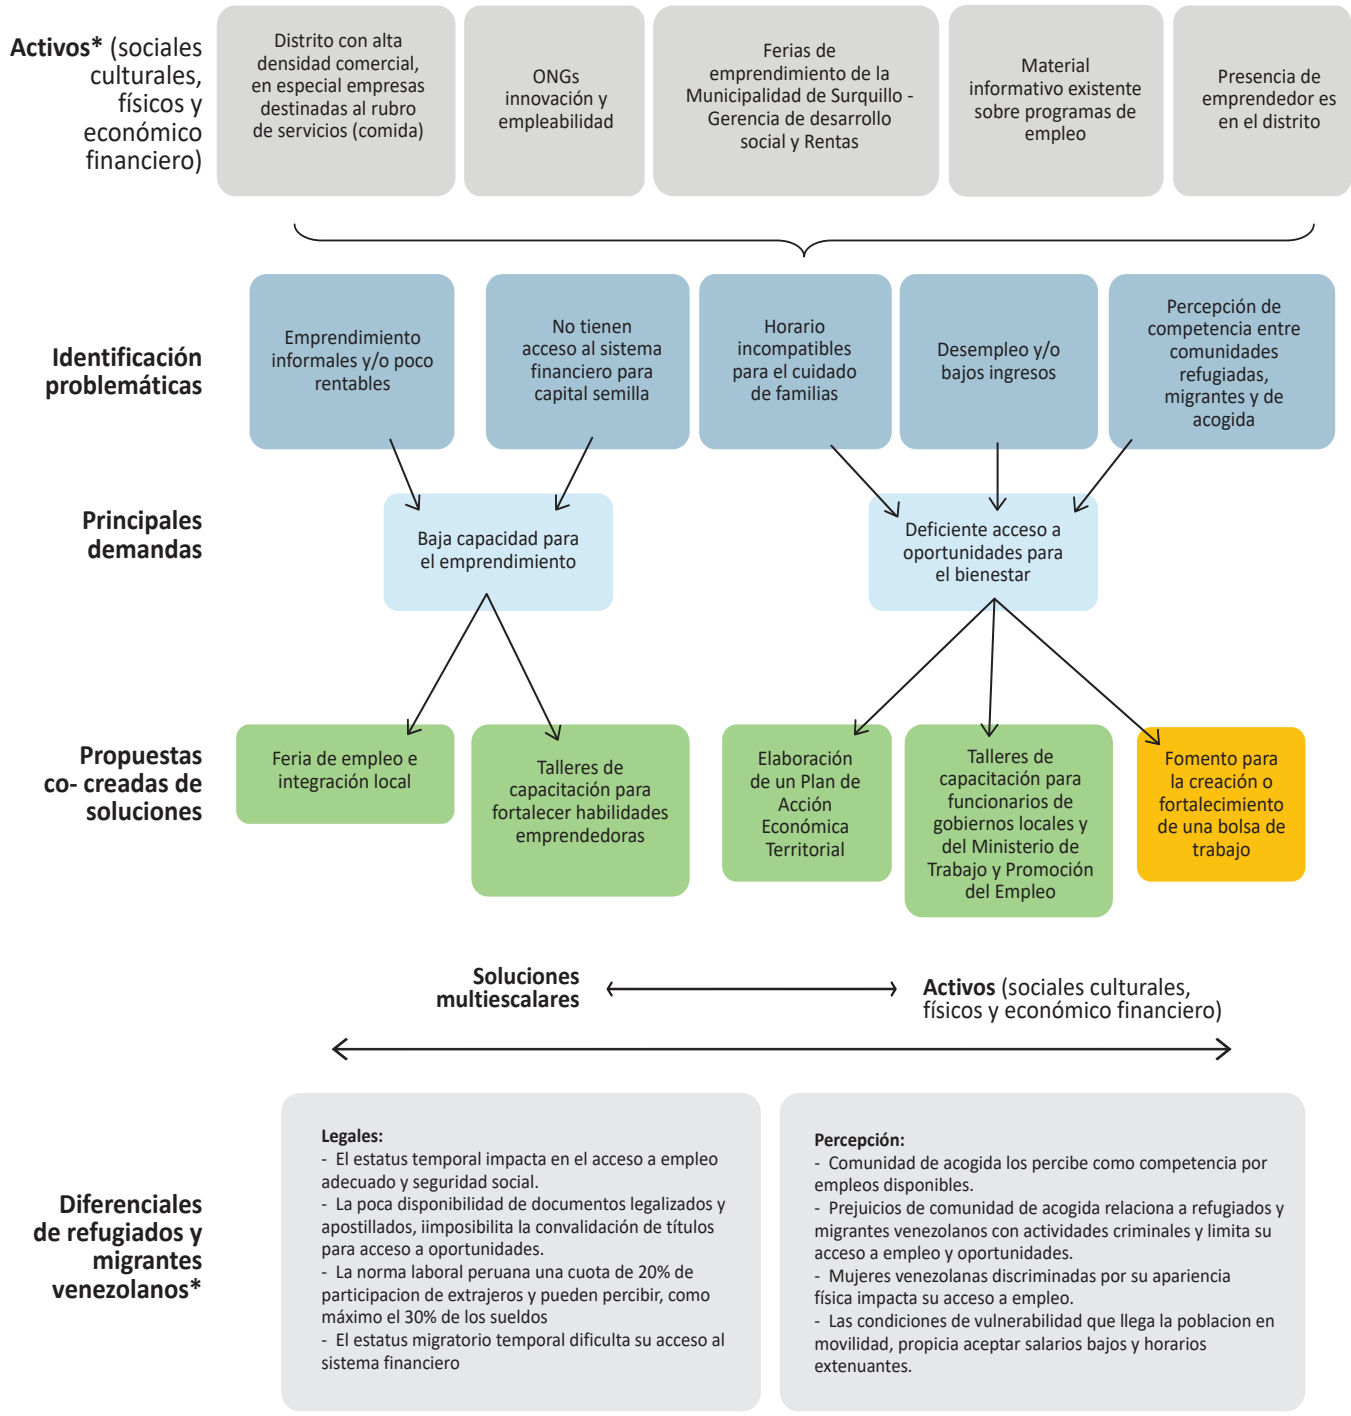 Activos* (sociales
culturales,
físicos y
económico
financiero)
Distrito con alta
densidad comercial,
en especial empresas
destinadas al rubro
de servicios (comida)
ONGs
innovación y
empleabilidad
Ferias de
emprendimiento de la
Municipalidad de Surquillo -
Gerencia de desarrollo
social y Rentas
Material
informativo existente
sobre programas de
empleo
Presencia de
emprendedor es
en el distrito
Identificación
problemáticas
Emprendimiento
informales y/o poco
rentables
No tienen
acceso al sistema
financiero para
capital semilla
Horario
incompatibles
para el cuidado
de familias
Desempleo y/o
bajos ingresos
Percepción de
competencia entre
comunidades
refugiadas,
migrantes y de
acogida
Principales
demandas
Baja capacidad para
el emprendimiento
Deficiente acceso a
oportunidades para
el bienestar
Propuestas
co- creadas de
soluciones
Feria de empleo e
integración local
Talleres de
capacitación para
fortalecer habilidades
emprendedoras
Elaboración
de un Plan de
Acción
Económica
Territorial
Talleres de
capacitación para
funcionarios de
gobiernos locales y
del Ministerio de
Trabajo y Promoción
del Empleo
Fomento para
la creación o
fortalecimiento
de una bolsa de
trabajo
Soluciones
multiescalares
Activos (sociales culturales,
físicos y económico financiero)
Diferenciales
de refugiados y
migrantes
venezolanos*
Legales:
- El estatus temporal impacta en el acceso a empleo
adecuado y seguridad social.
- La poca disponibilidad de documentos legalizados y
apostillados, iimposibilita la convalidación de títulos
para acceso a oportunidades.
- La norma laboral peruana una cuota de 20% de
participacion de extrajeros y pueden percibir, como
máximo el 30% de los sueldos
- El estatus migratorio temporal dificulta su acceso al
sistema financiero
Percepción:
- Comunidad de acogida los percibe como competencia por
empleos disponibles.
- Prejuicios de comunidad de acogida relaciona a refugiados y
migrantes venezolanos con actividades criminales y limita su
acceso a empleo y oportunidades.
- Mujeres venezolanas discriminadas por su apariencia
física impacta su acceso a empleo.
- Las condiciones de vulnerabilidad que llega la poblacion en
movilidad, propicia aceptar salarios bajos y horarios
extenuantes.